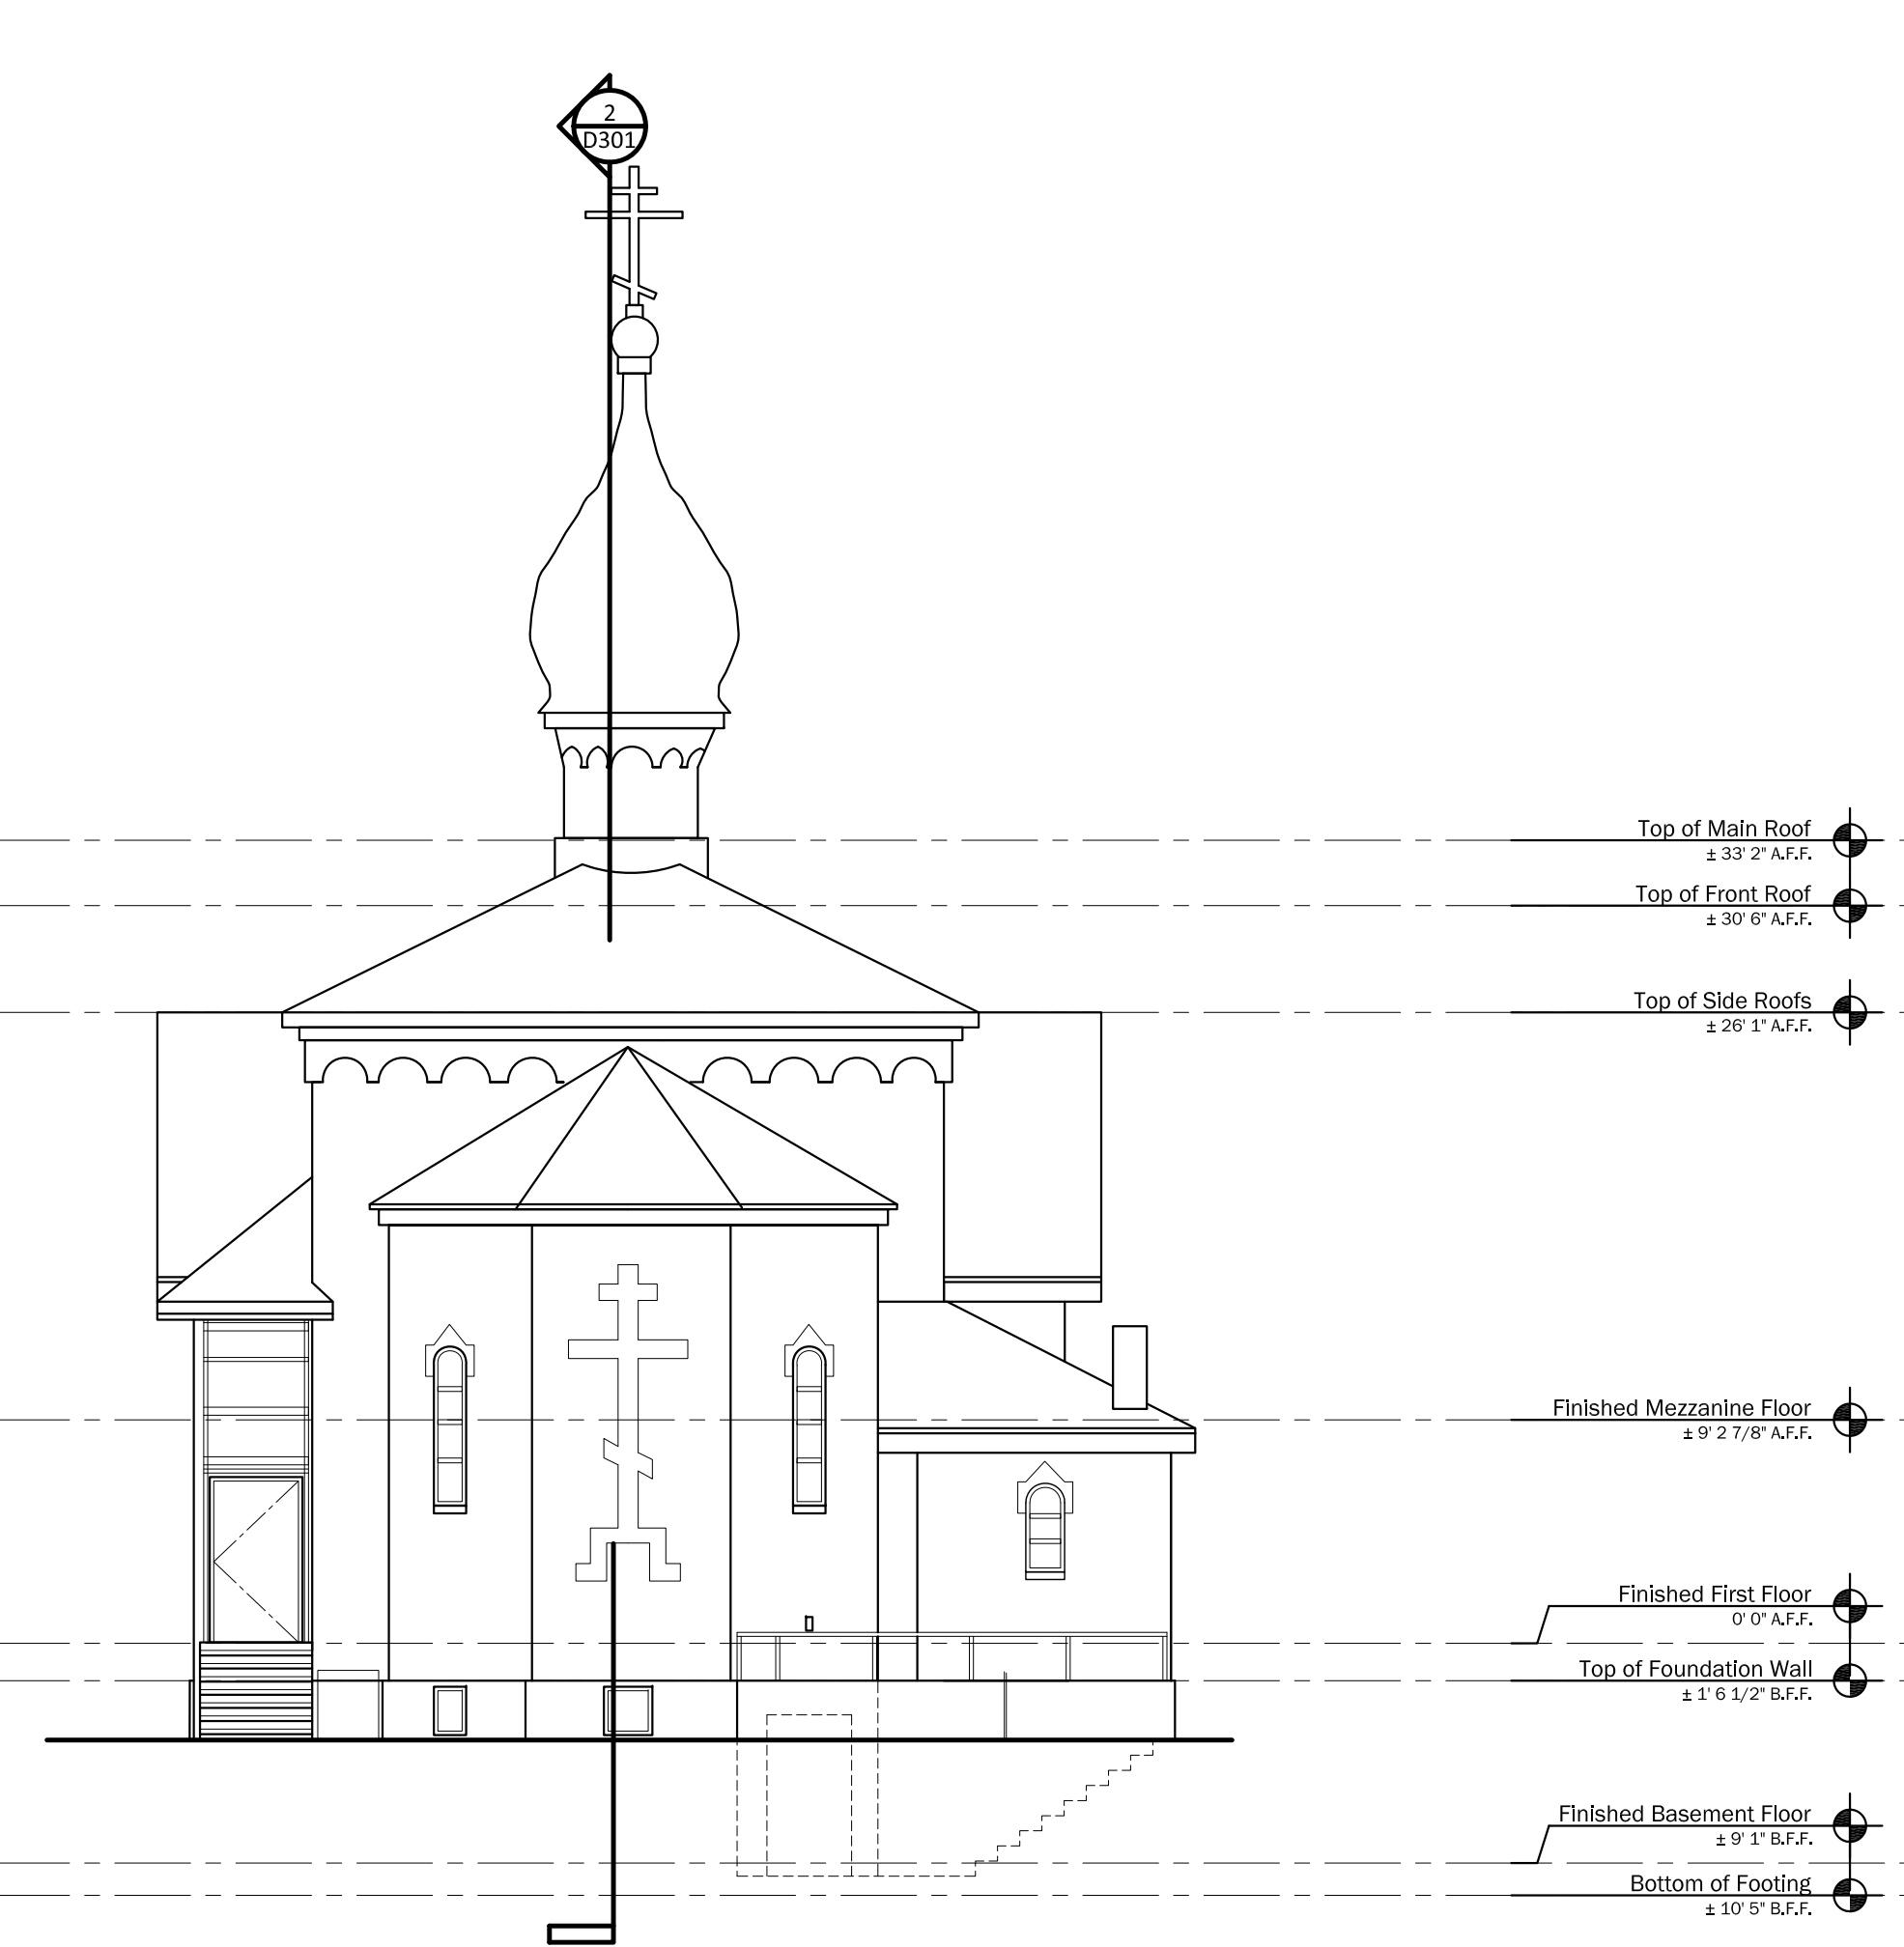 2
D301
Top of Main Roof
± 33' 2" A.F.F.
Top of Front Roof
± 30' 6" A.F.F.
Top of Side Roofs
± 26' 1" A.F.F.
Finished Mezzanine Floor
± 9' 2 7/8" A.F.F.
Finished First Floor
0' 0" A.F.F.
Top of Foundation Wall
± 1' 6 1/2" B.F.F.
Finished Basement Floor
± 9' 1" B.F.F.
Bottom of Footing
± 10' 5" B.F.F.